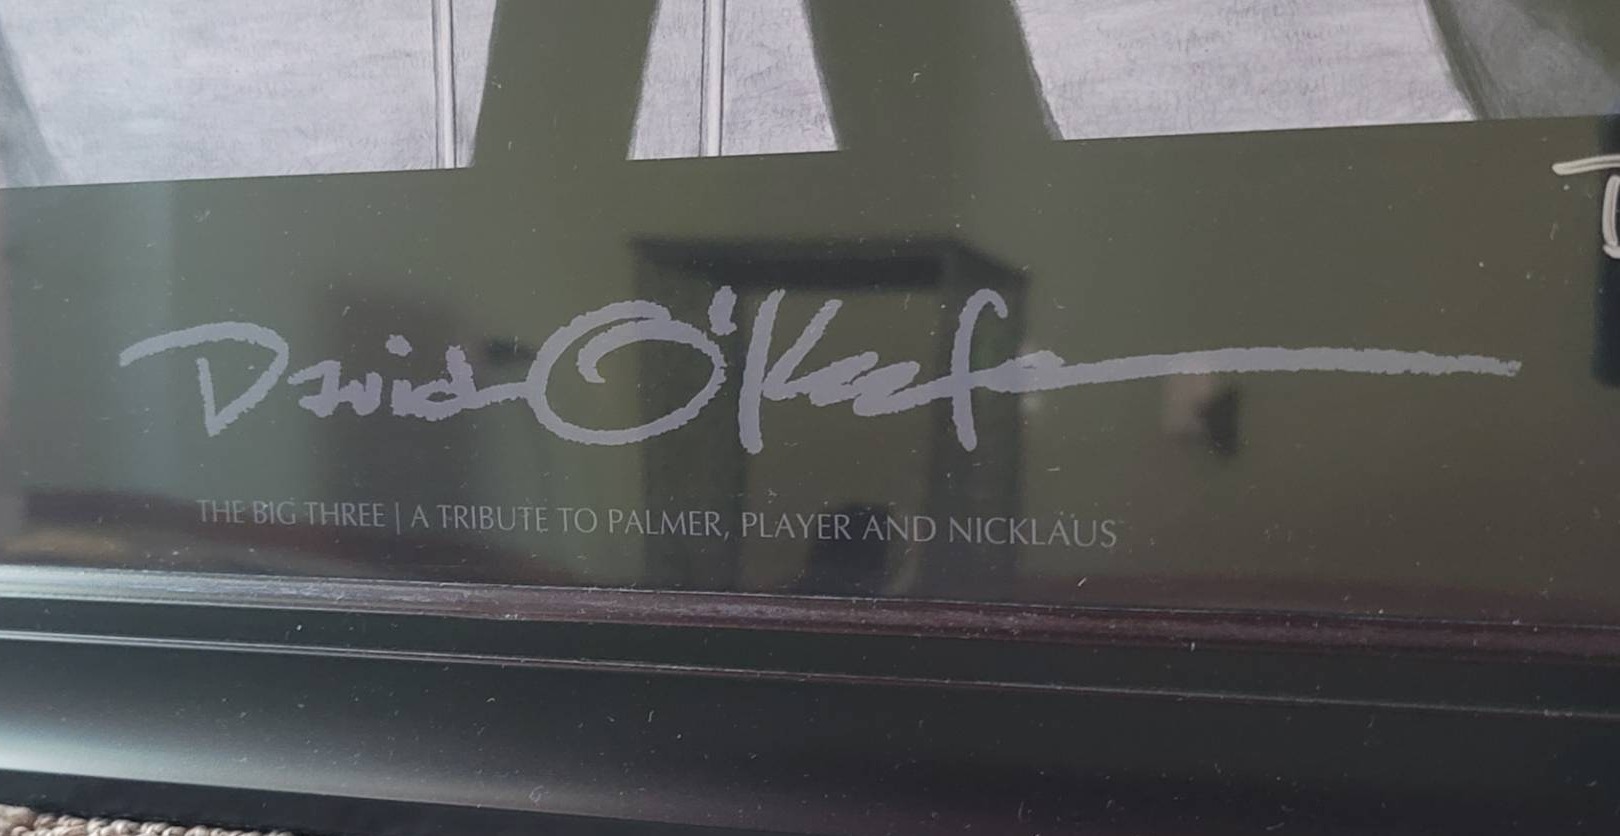 David O'Keefe
THE BIG THREE | A TRIBUTE TO PALMER, PLAYER AND NICKLAUS